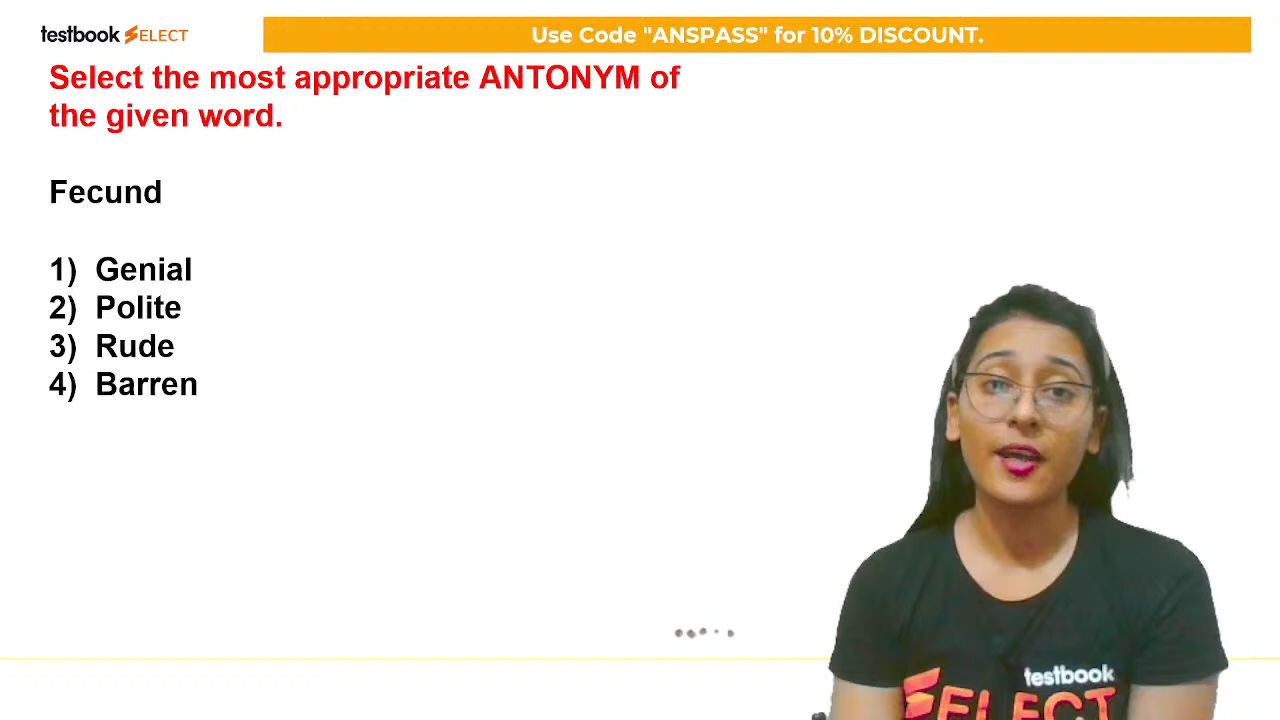 testbook SELECT
Use Code "ANSPASS" for 10% DISCOUNT.
Select the most appropriate ANTONYM of
the given word.
Fecund
1) Genial
2) Polite
3) Rude
4) Barren
testbook
SELECT